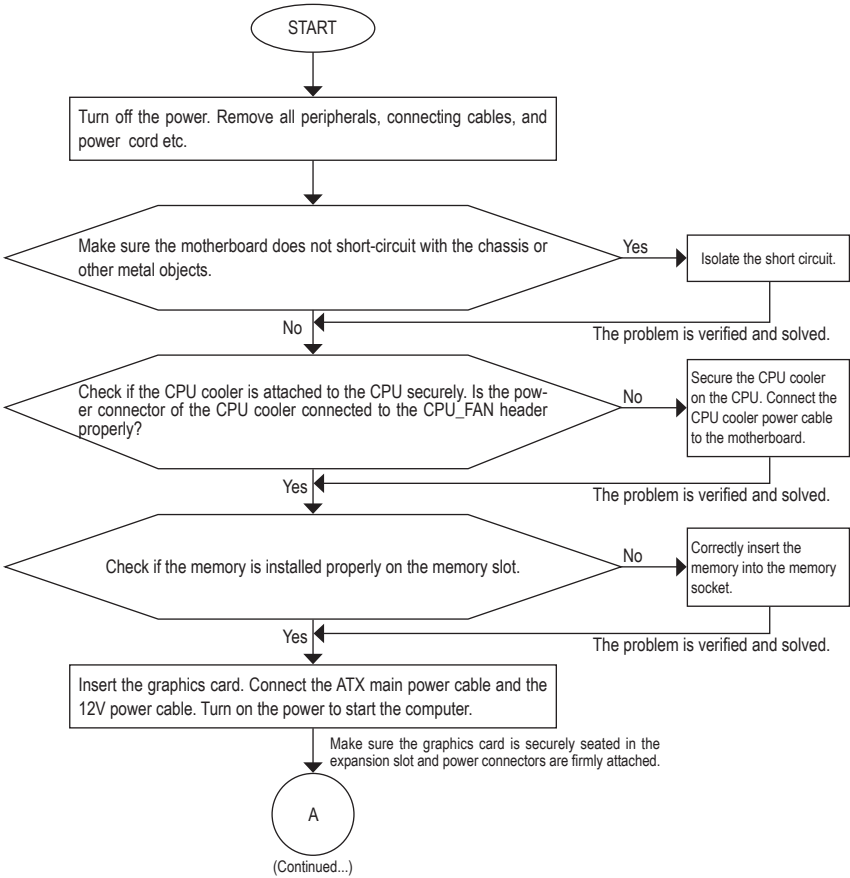 START
Turn off the power. Remove all peripherals, connecting cables, and
power cord etc.
Make sure the motherboard does not short-circuit with the chassis or
other metal objects.
Yes
Isolate the short circuit.
No
The problem is verified and solved.
Check if the CPU cooler is attached to the CPU securely. Is the pow-
er connector of the CPU cooler connected to the CPU_FAN header
properly?
No
Secure the CPU cooler
on the CPU. Connect the
CPU cooler power cable
to the motherboard.
Yes
The problem is verified and solved.
Check if the memory is installed properly on the memory slot.
No
Correctly insert the
memory into the memory
socket.
Yes
The problem is verified and solved.
Insert the graphics card. Connect the ATX main power cable and the
12V power cable. Turn on the power to start the computer.
Make sure the graphics card is securely seated in the
expansion slot and power connectors are firmly attached.
A
(Continued...)